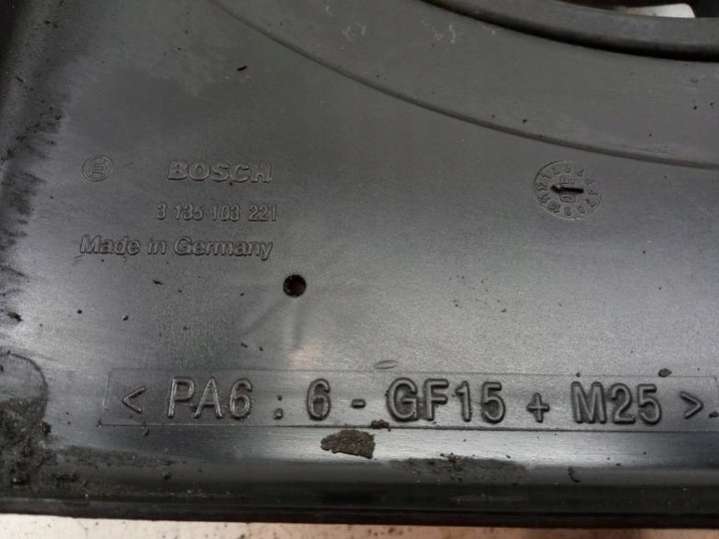 BOSCH
3 135 103 221
Made in Germany
< PA6 : 6 - GF15 + M25 >